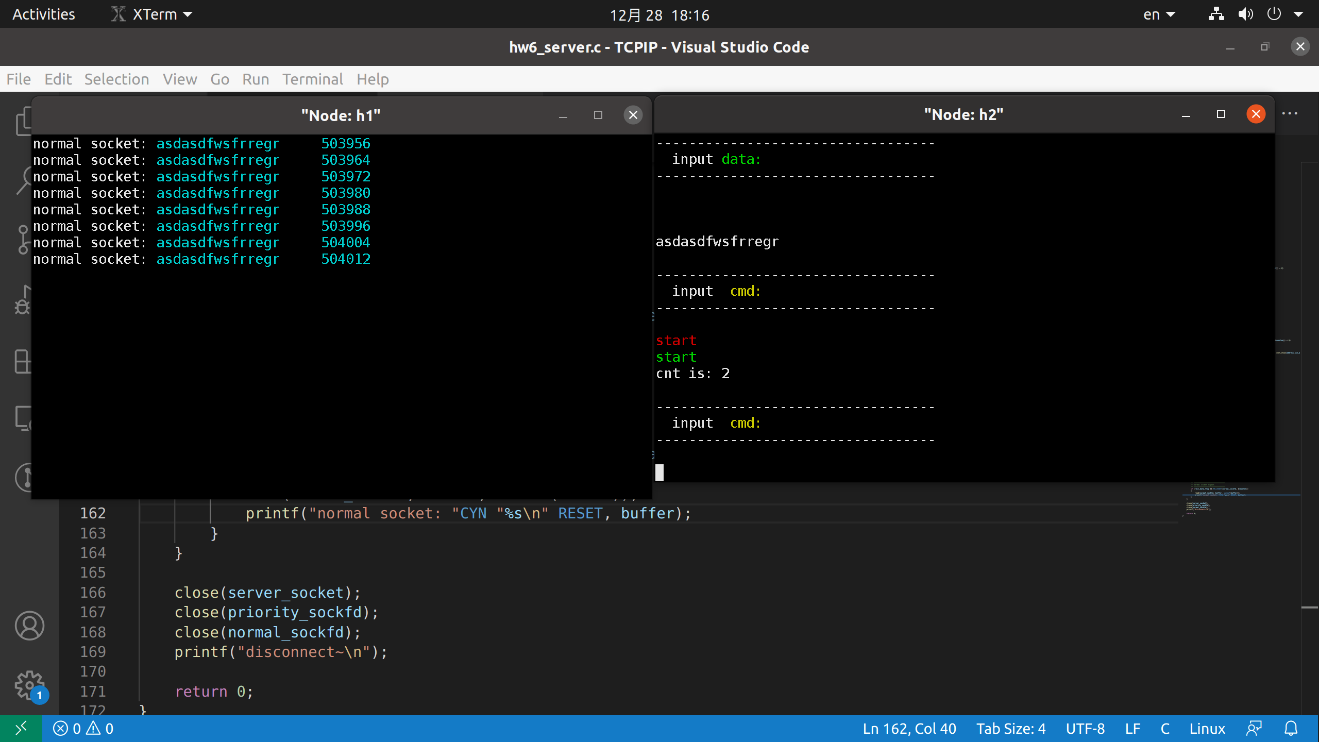 Activities XTerm 12月 28 18:16 en
hw6_server.c - TCPIP - Visual Studio Code
File Edit Selection View Go Run Terminal Help
"Node: h1"
normal socket: asdasdfwsfrregr 503956
normal socket: asdasdfwsfrregr 503964
normal socket: asdasdfwsfrregr 503972
normal socket: asdasdfwsfrregr 503980
normal socket: asdasdfwsfrregr 503988
normal socket: asdasdfwsfrregr 503996
normal socket: asdasdfwsfrregr 504004
normal socket: asdasdfwsfrregr 504012
"Node: h2"
----------------------------------
input data:
----------------------------------
asdasdfwsfrregr
----------------------------------
input cmd:
----------------------------------
start
start
cnt is: 2
----------------------------------
input cmd:
----------------------------------
162 printf("normal socket: "CYN "%s\n" RESET, buffer);
163 }
164 }
165
166 close(server_socket);
167 close(priority_sockfd);
168 close(normal_sockfd);
169 printf("disconnect~\n");
170
171 return 0;
172 }
1
0 0 Ln 162, Col 40 Tab Size: 4 UTF-8 LF C Linux